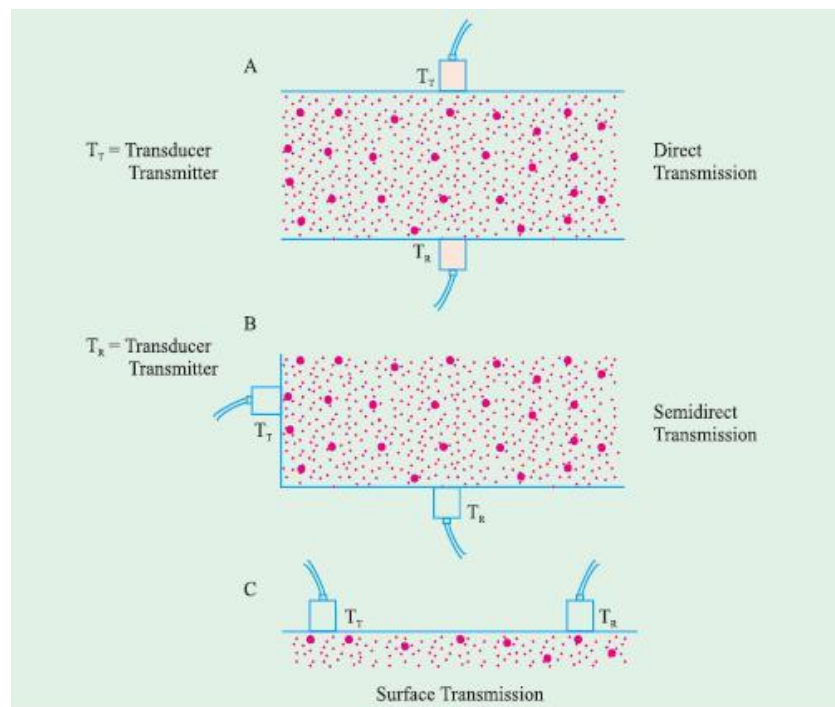 A
T_T
T_T = Transducer
Transmitter
Direct
Transmission
T_R
B
T_R = Transducer
Transmitter
T_T
Semidirect
Transmission
T_R
C
T_T
T_R
Surface Transmission